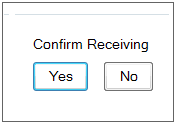 Confirm Receiving
Yes No